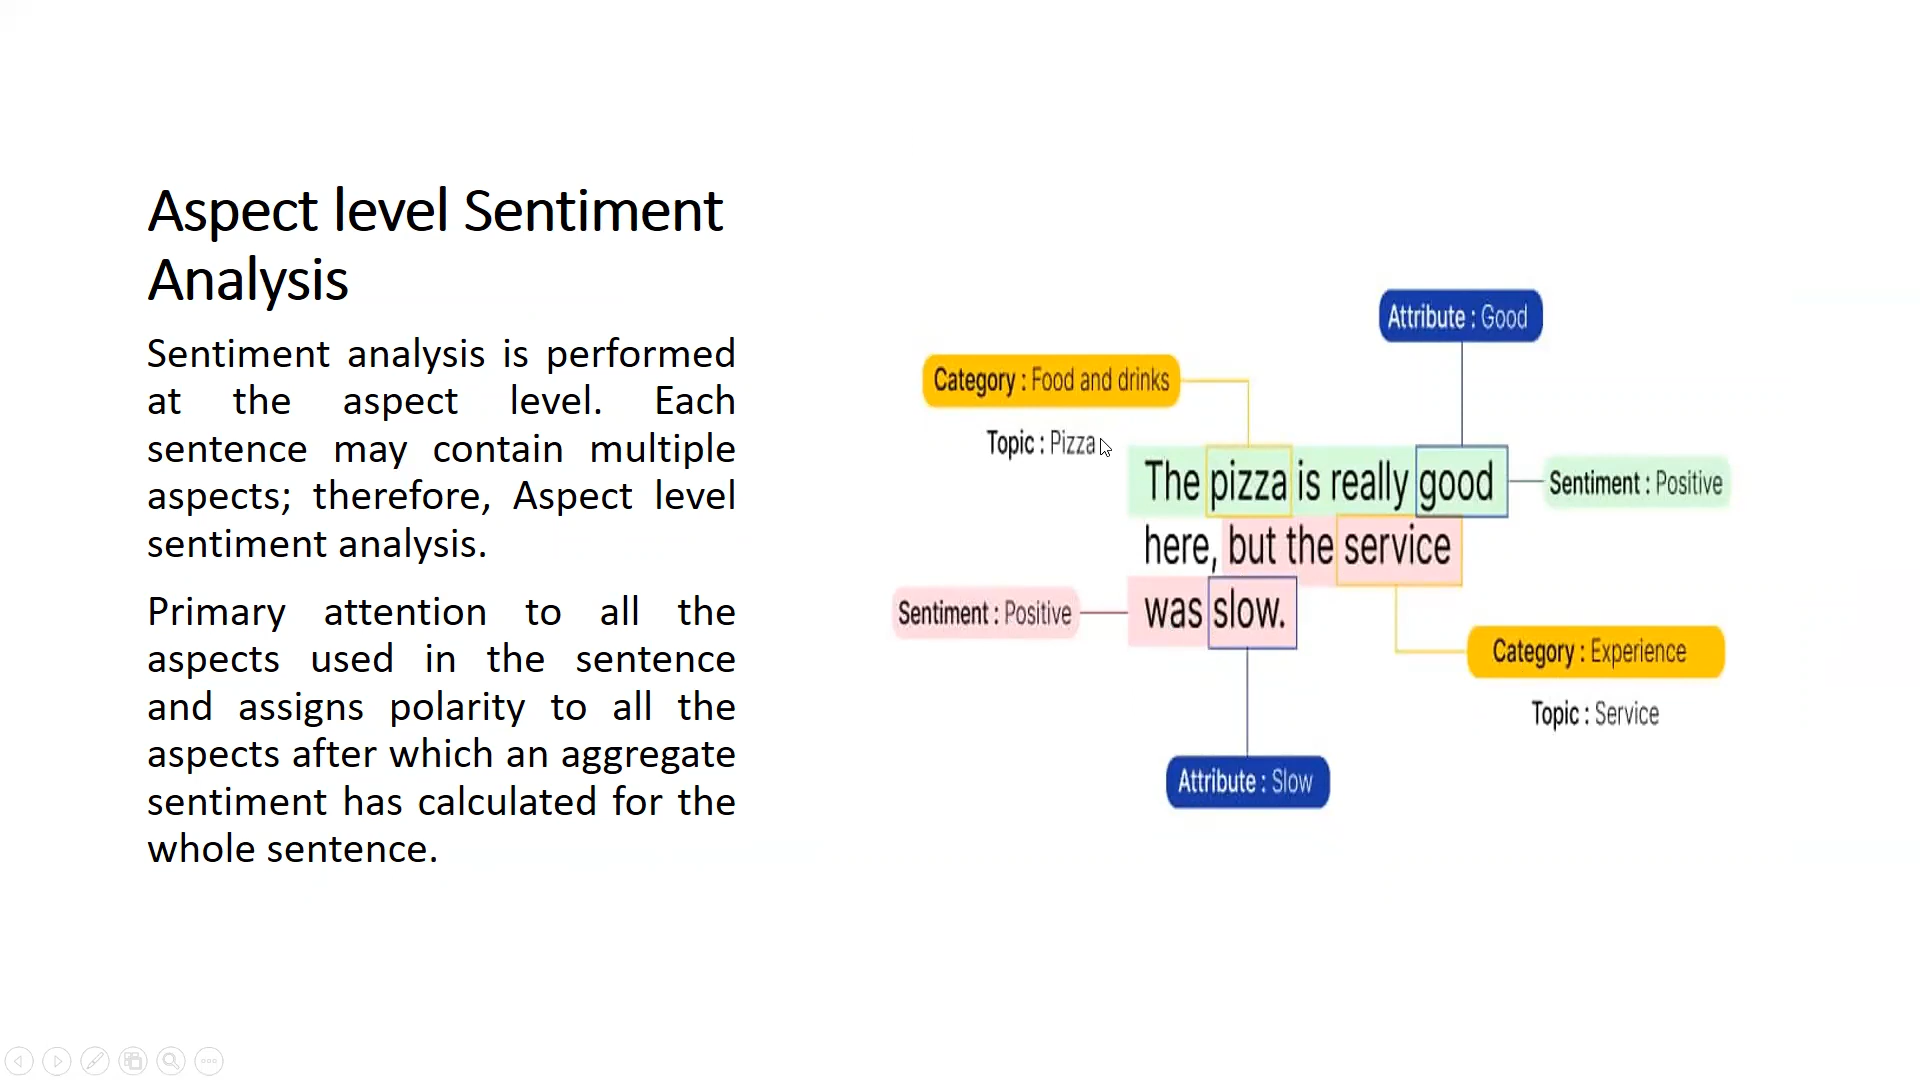 Aspect level Sentiment
Analysis
Sentiment analysis is performed
at the aspect level. Each
sentence may contain multiple
aspects; therefore, Aspect level
sentiment analysis.
Primary attention to all the
aspects used in the sentence
and assigns polarity to all the
aspects after which an aggregate
sentiment has calculated for the
whole sentence.
Attribute : Good
Category : Food and drinks
Topic : Pizza
The pizza is really good
Sentiment : Positive
here, but the service
was slow.
Sentiment : Positive
Category : Experience
Topic : Service
Attribute : Slow